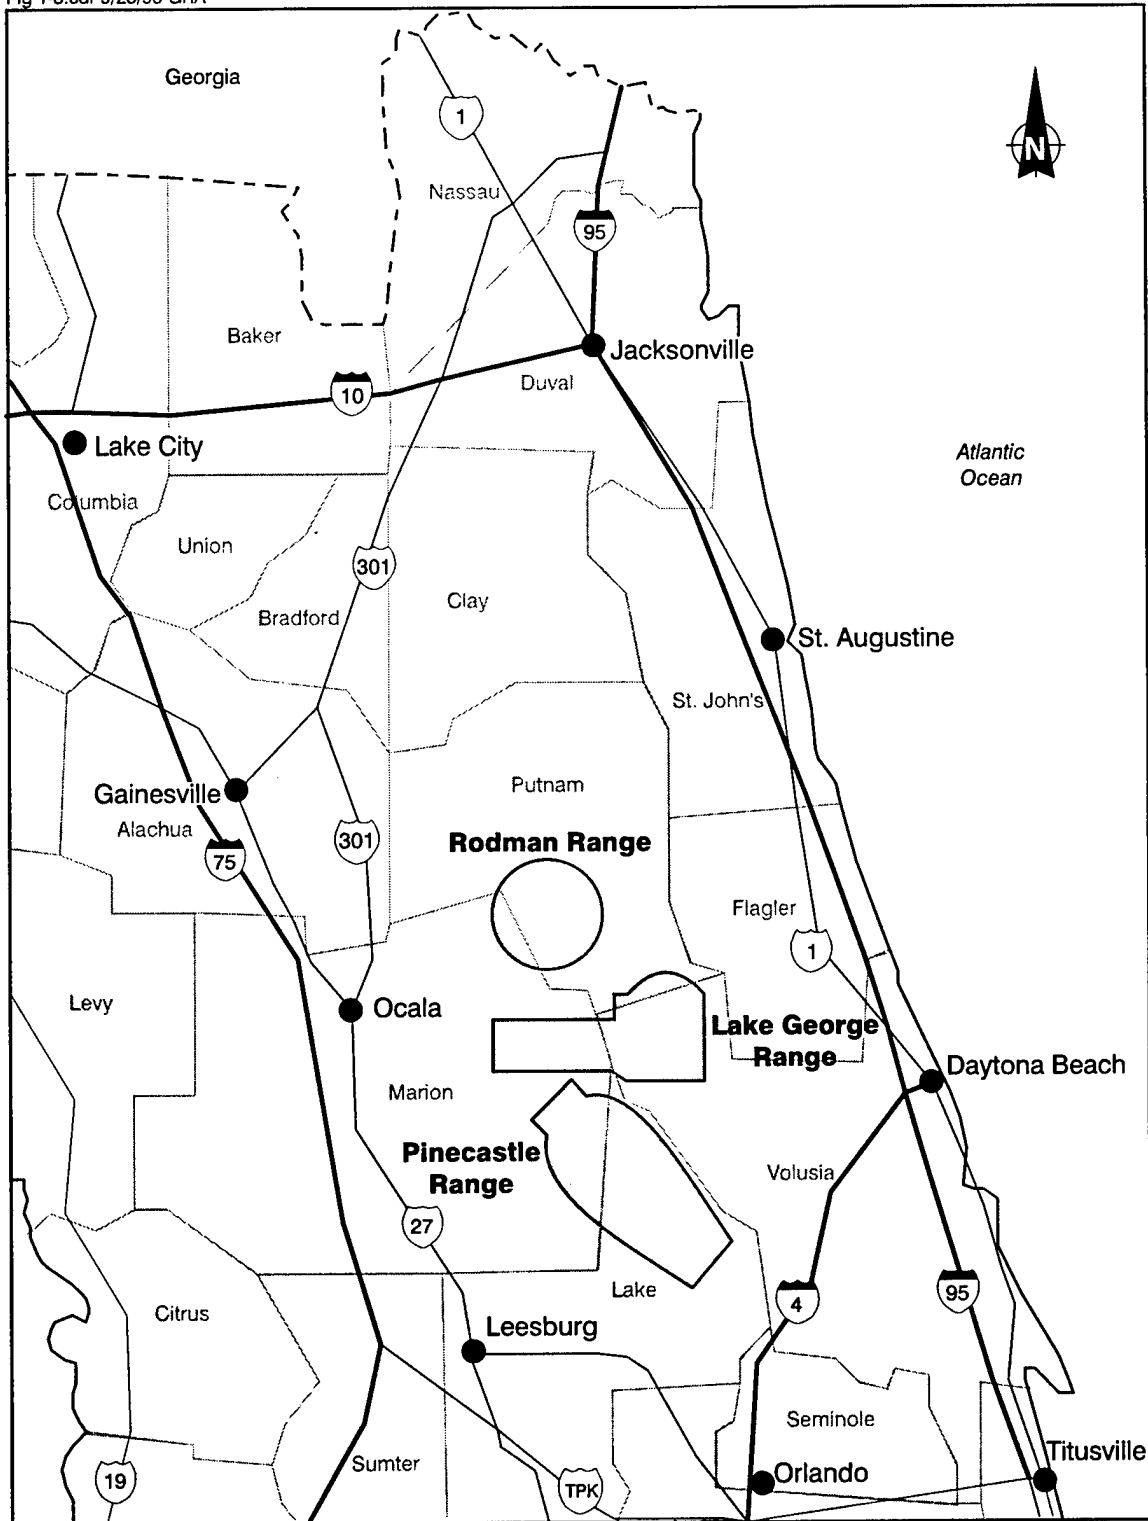 Georgia
1
N
Nassau
95
Baker
Jacksonville
10
Duval
Lake City
Atlantic
Ocean
Columbia
Union
301
Clay
Bradford
St. Augustine
St. John's
Putnam
Gainesville
Alachua
301
Rodman Range
75
Flagler
1
Levy
Ocala
Lake George
Range
Daytona Beach
Marion
Pinecastle
Range
Volusia
27
Lake
4
95
Citrus
Leesburg
Seminole
Titusville
Sumter
Orlando
19
TPK